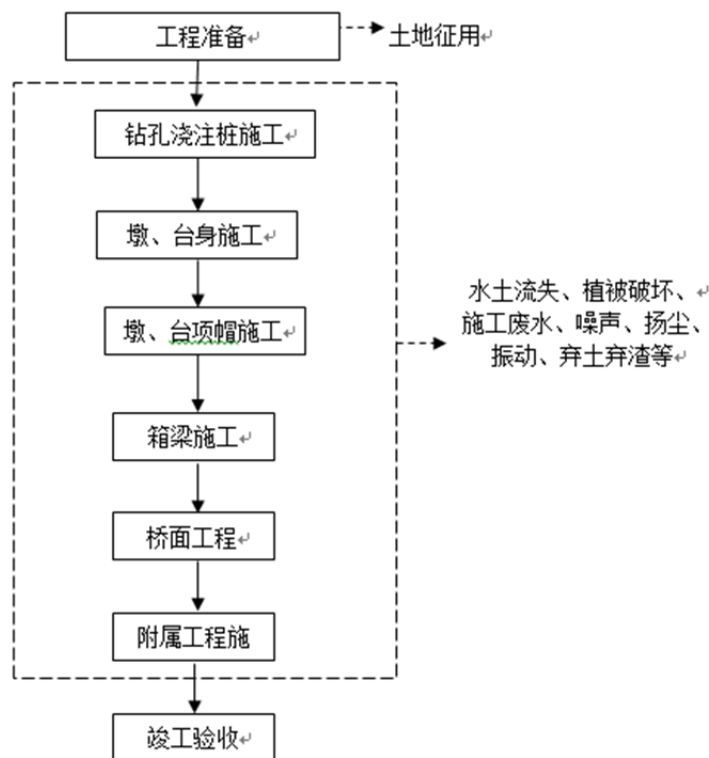 工程准备
土地征用
钻孔浇注桩施工
墩、台身施工
墩、台项帽施工
水土流失、植被破坏、
施工废水、噪声、扬尘、
振动、弃土弃渣等
箱梁施工
桥面工程
附属工程施
竣工验收